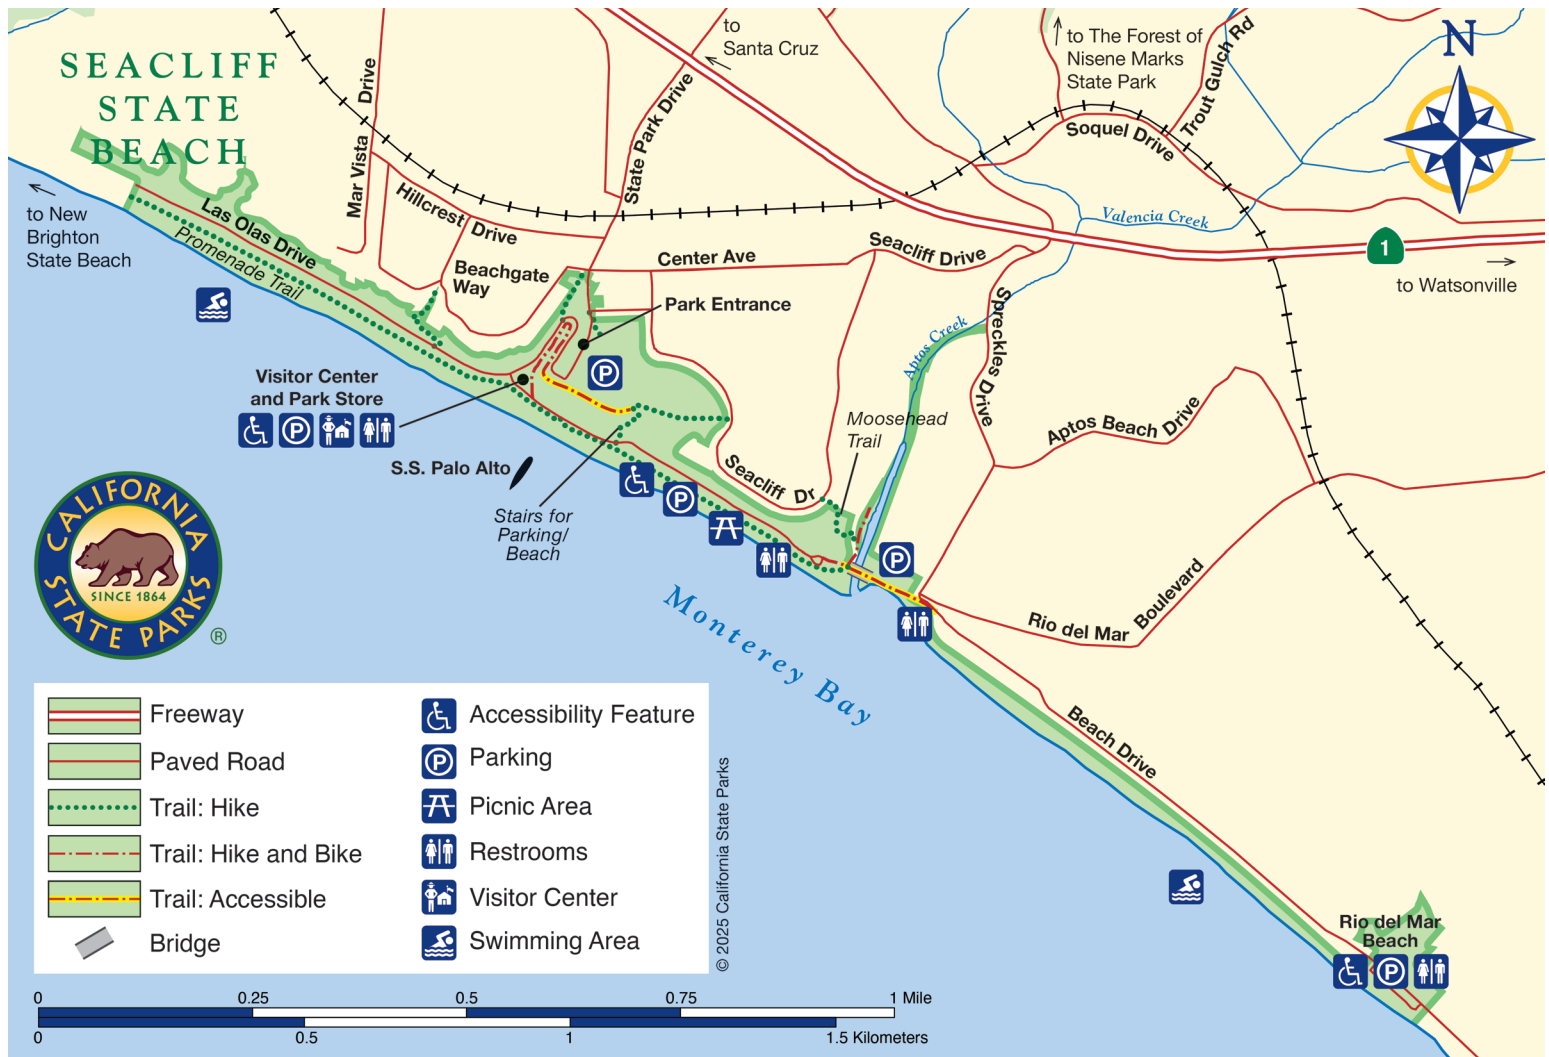 SEACLIFF
STATE
BEACH
to
Santa Cruz
to The Forest of
Nisene Marks
State Park
Trout Gulch Rd
N
Soquel Drive
Mar Vista Drive
State Park Drive
to New
Brighton
State Beach
Las Olas Drive
Promenade Trail
Hillcrest Drive
Beachgate
Way
Center Ave
Seacliff Drive
Valencia Creek
1
to Watsonville
Park Entrance
Spreckles Drive
Aptos Creek
P
Visitor Center
and Park Store
P
Moosehead
Trail
Aptos Beach Drive
S.S. Palo Alto
Seacliff Dr
P
Stairs for
Parking/
Beach
P
CALIFORNIA
SINCE 1864
STATE PARKS
®
Monterey Bay
Rio del Mar Boulevard
Beach Drive
Freeway
Paved Road
Trail: Hike
Trail: Hike and Bike
Trail: Accessible
Bridge
Accessibility Feature
P
Parking
Picnic Area
Restrooms
Visitor Center
Swimming Area
© 2025 California State Parks
Rio del Mar
Beach
P
0 0.25 0.5 0.75 1 Mile
0 0.5 1 1.5 Kilometers